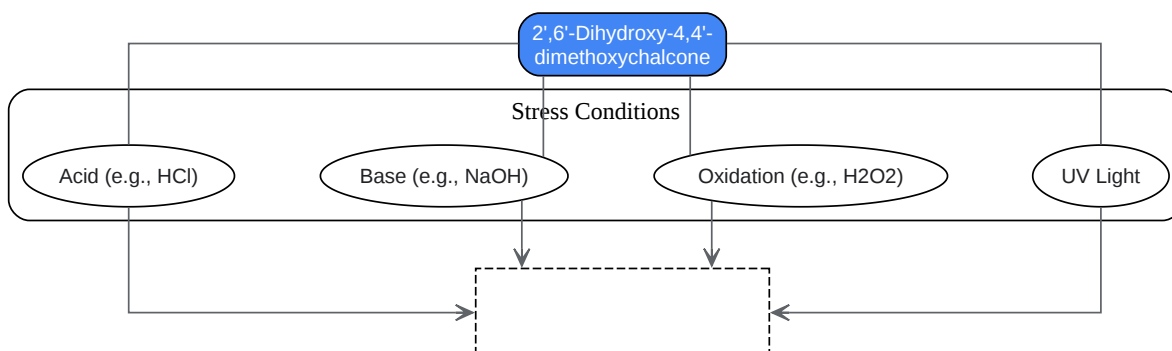 2',6'-Dihydroxy-4,4'-
dimethoxychalcone
Stress Conditions
Acid (e.g., HCl)
Base (e.g., NaOH)
Oxidation (e.g., H2O2)
UV Light